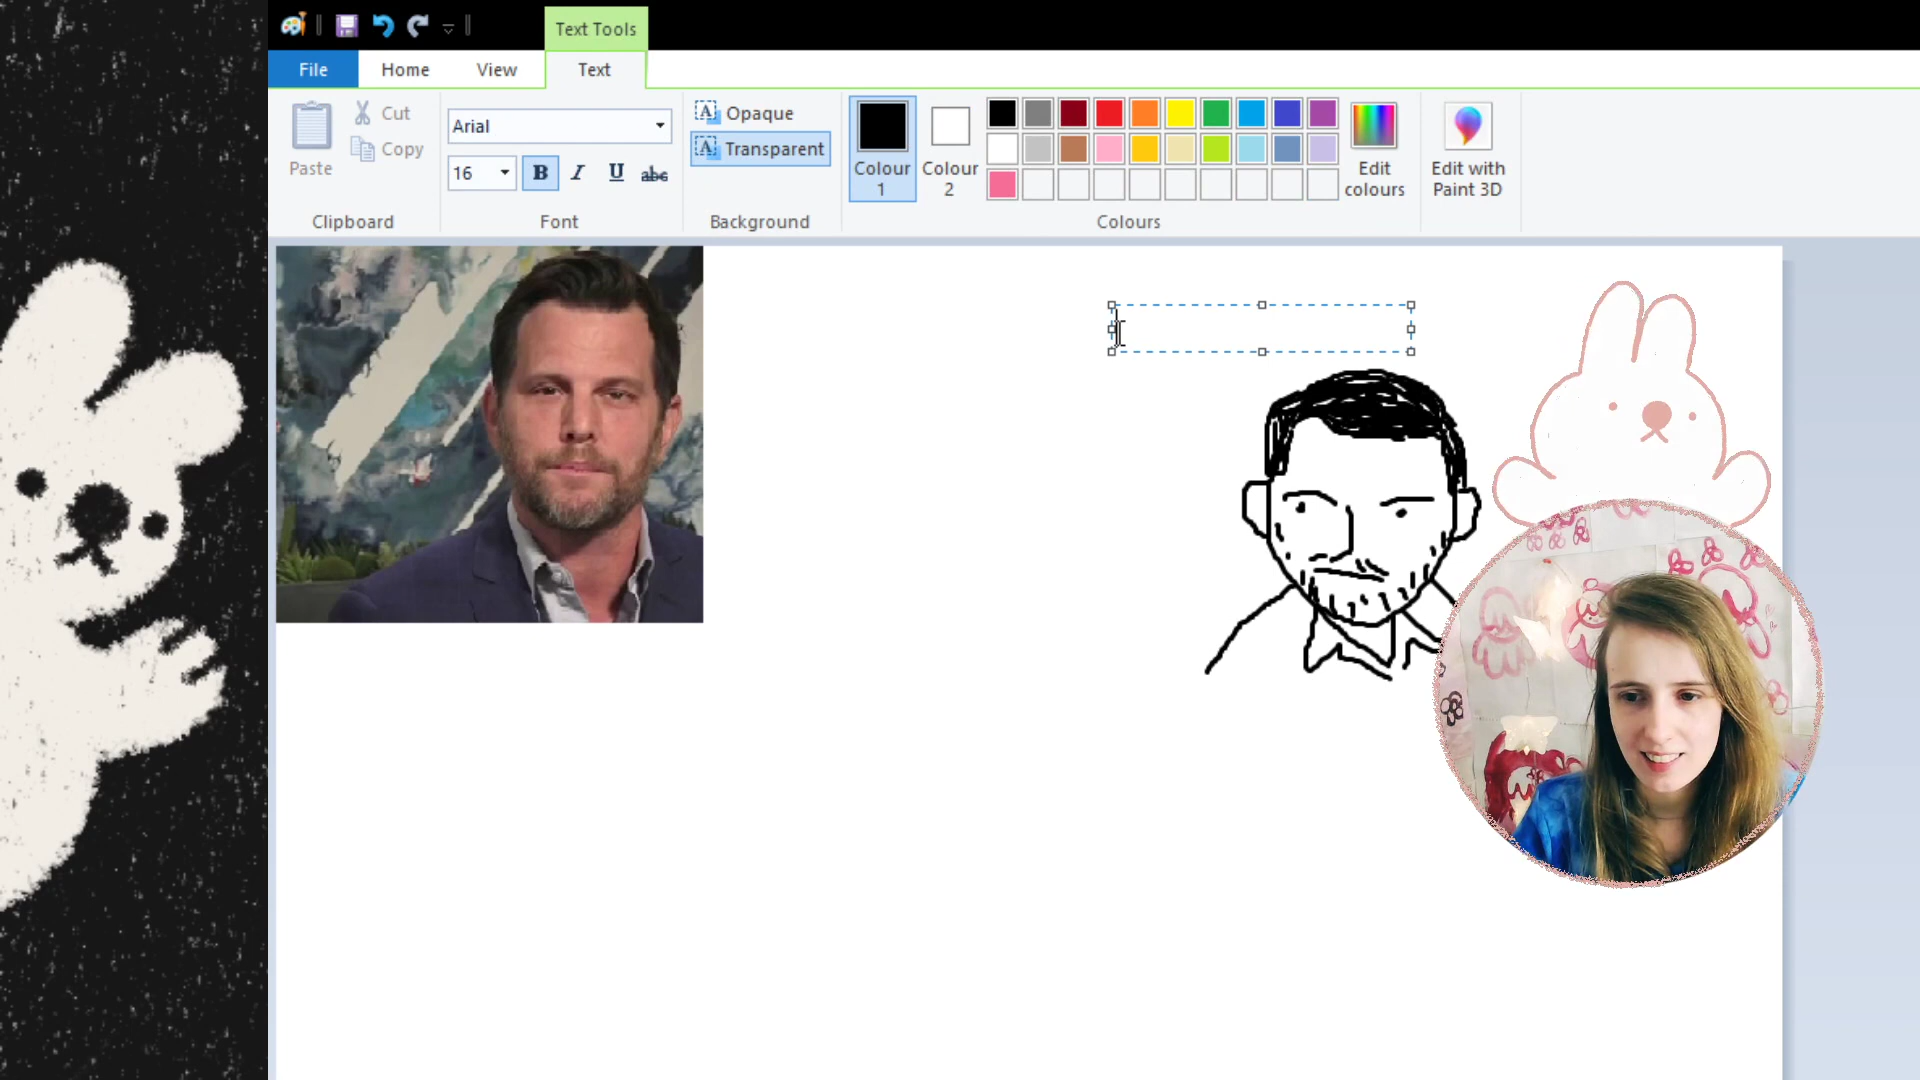 Text Tools
File
Home
View
Text
Paste
Cut
Copy
Clipboard
Arial
16
B
I
U
abc
Font
A Opaque
A Transparent
Background
Colour 1
Colour 2
Edit colours
Colours
Edit with Paint 3D